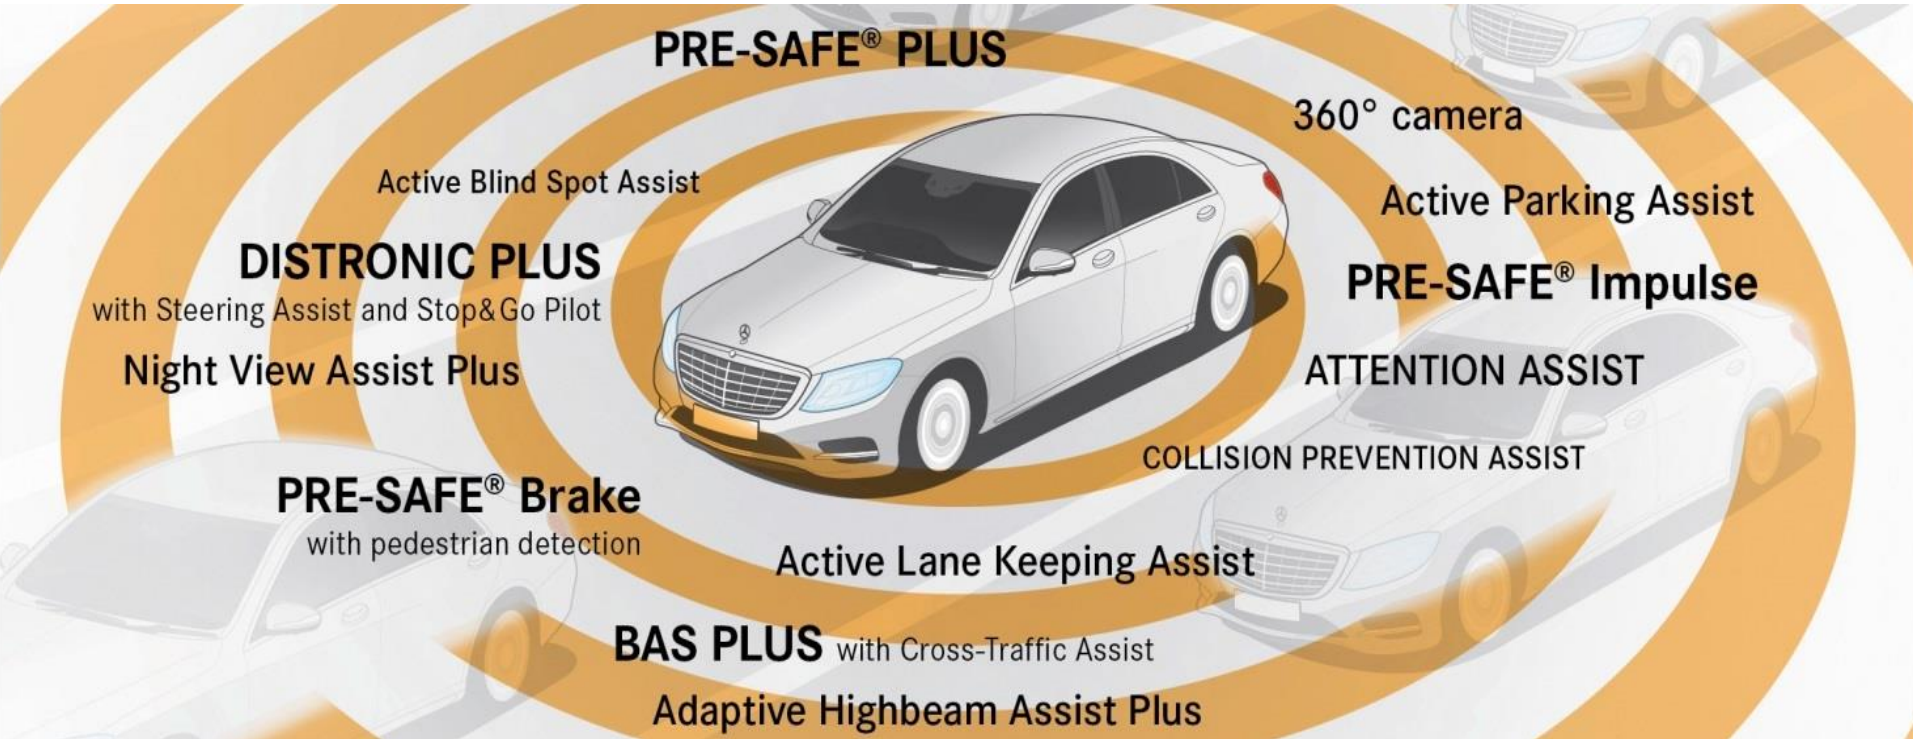 PRE-SAFE® PLUS
360° camera
Active Blind Spot Assist
Active Parking Assist
DISTRONIC PLUS
with Steering Assist and Stop&Go Pilot
PRE-SAFE® Impulse
Night View Assist Plus
ATTENTION ASSIST
COLLISION PREVENTION ASSIST
PRE-SAFE® Brake
with pedestrian detection
Active Lane Keeping Assist
BAS PLUS with Cross-Traffic Assist
Adaptive Highbeam Assist Plus